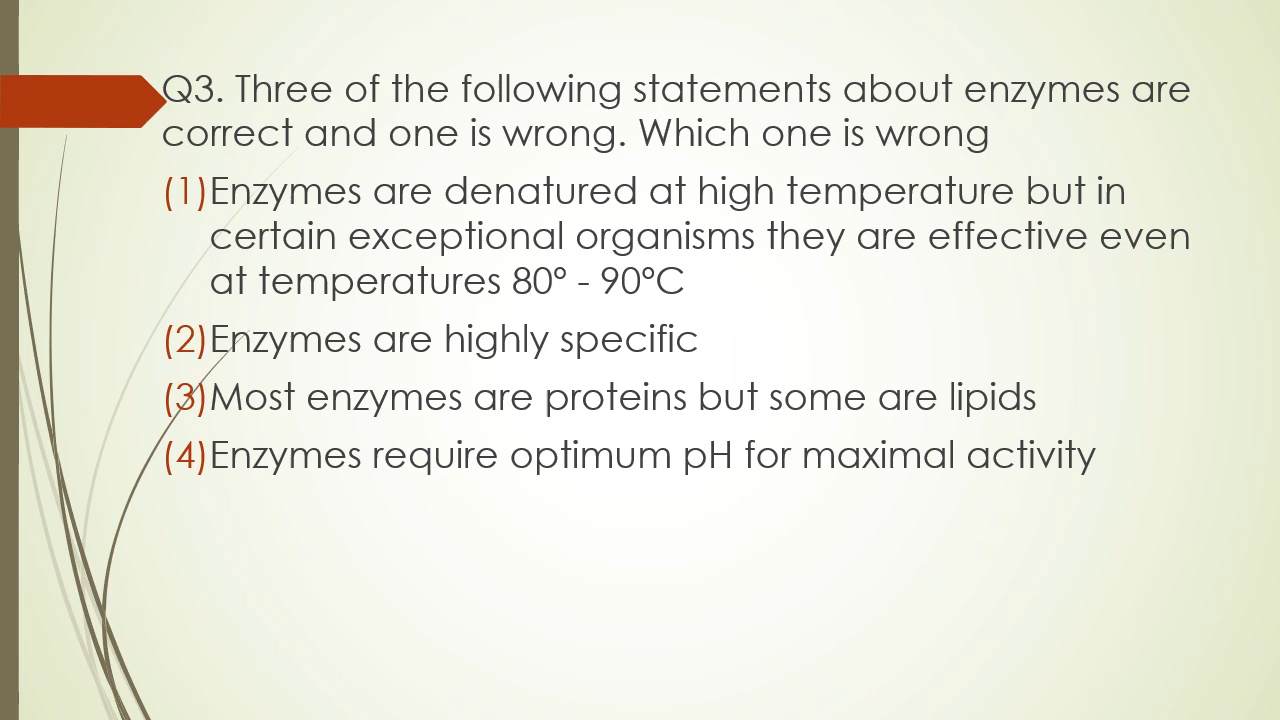 Q3. Three of the following statements about enzymes are
correct and one is wrong. Which one is wrong
(1)Enzymes are denatured at high temperature but in
certain exceptional organisms they are effective even
at temperatures 80° - 90°C
(2)Enzymes are highly specific
(3)Most enzymes are proteins but some are lipids
(4)Enzymes require optimum pH for maximal activity